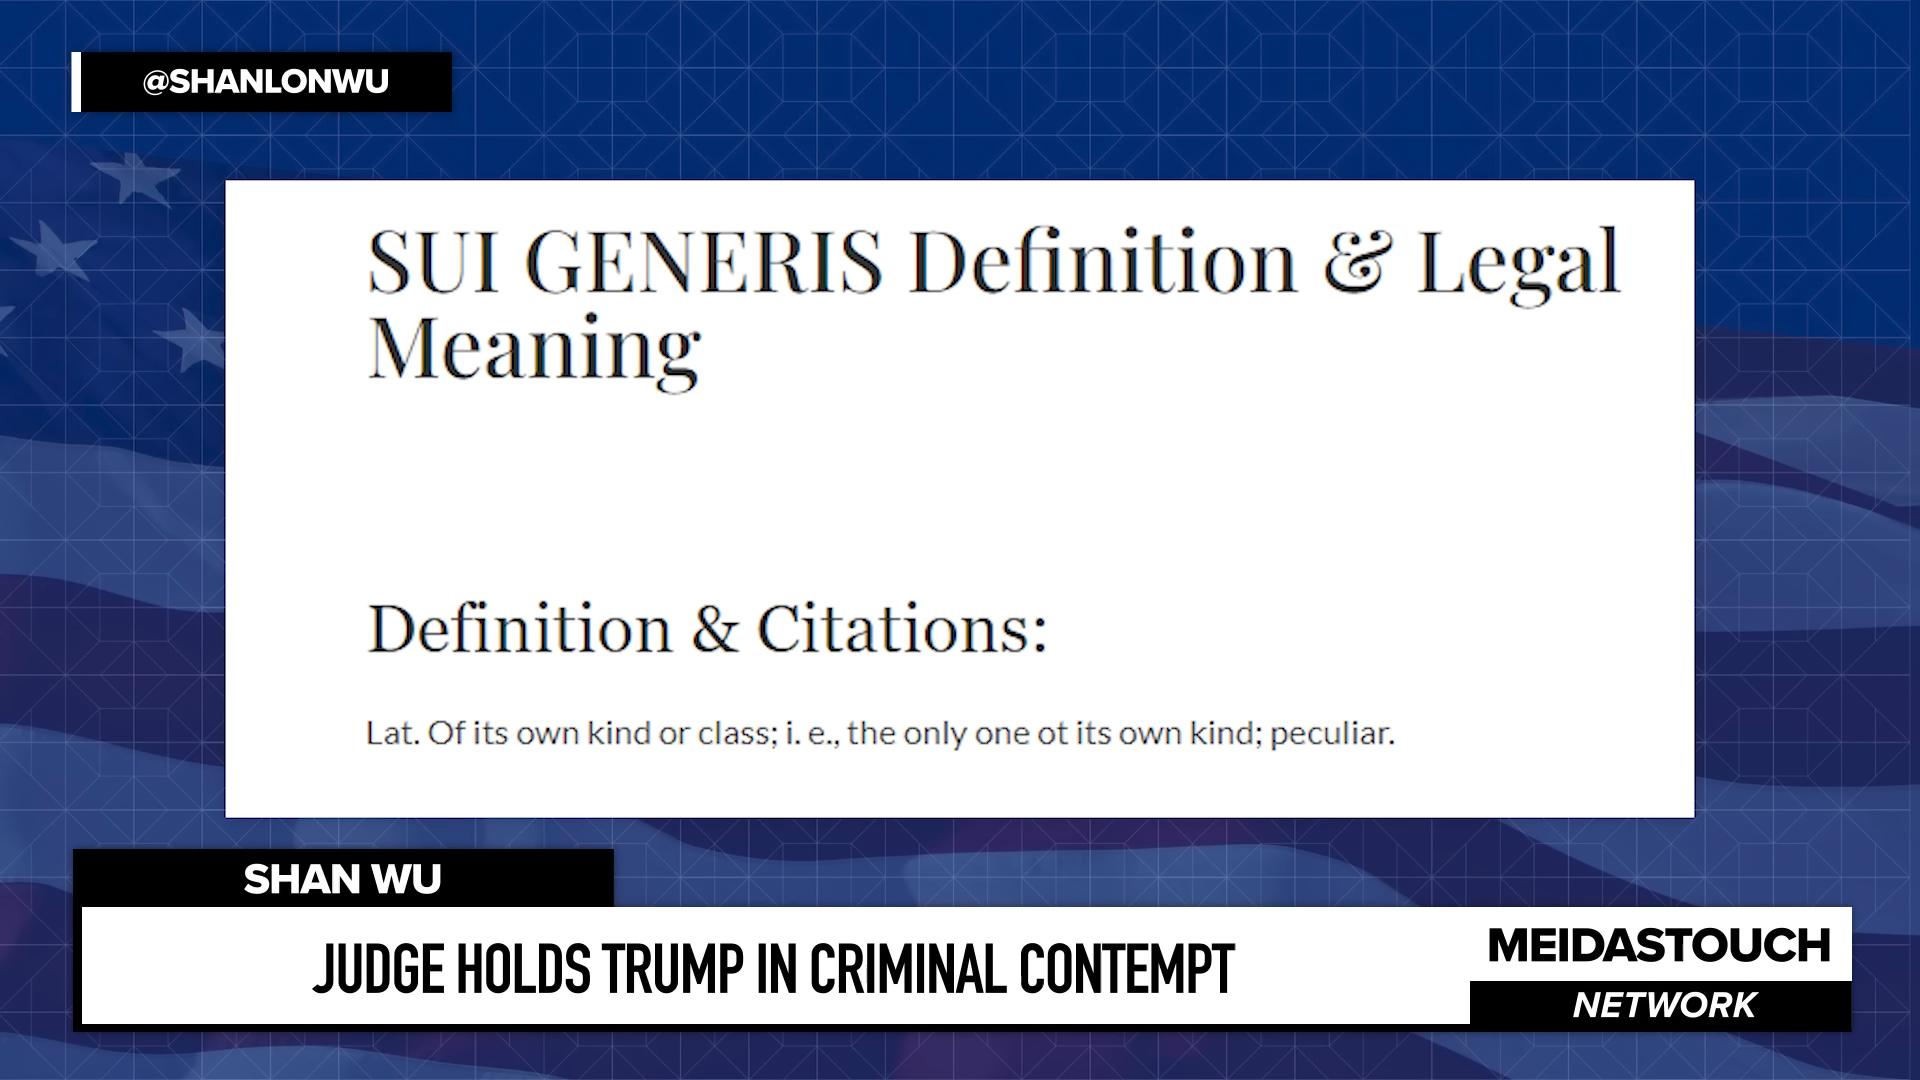 @SHANLONWU
SUI GENERIS Definition & Legal
Meaning
Definition & Citations:
Lat. Of its own kind or class; i. e., the only one ot its own kind; peculiar.
SHAN WU
JUDGE HOLDS TRUMP IN CRIMINAL CONTEMPT
MEIDASTOUCH
NETWORK